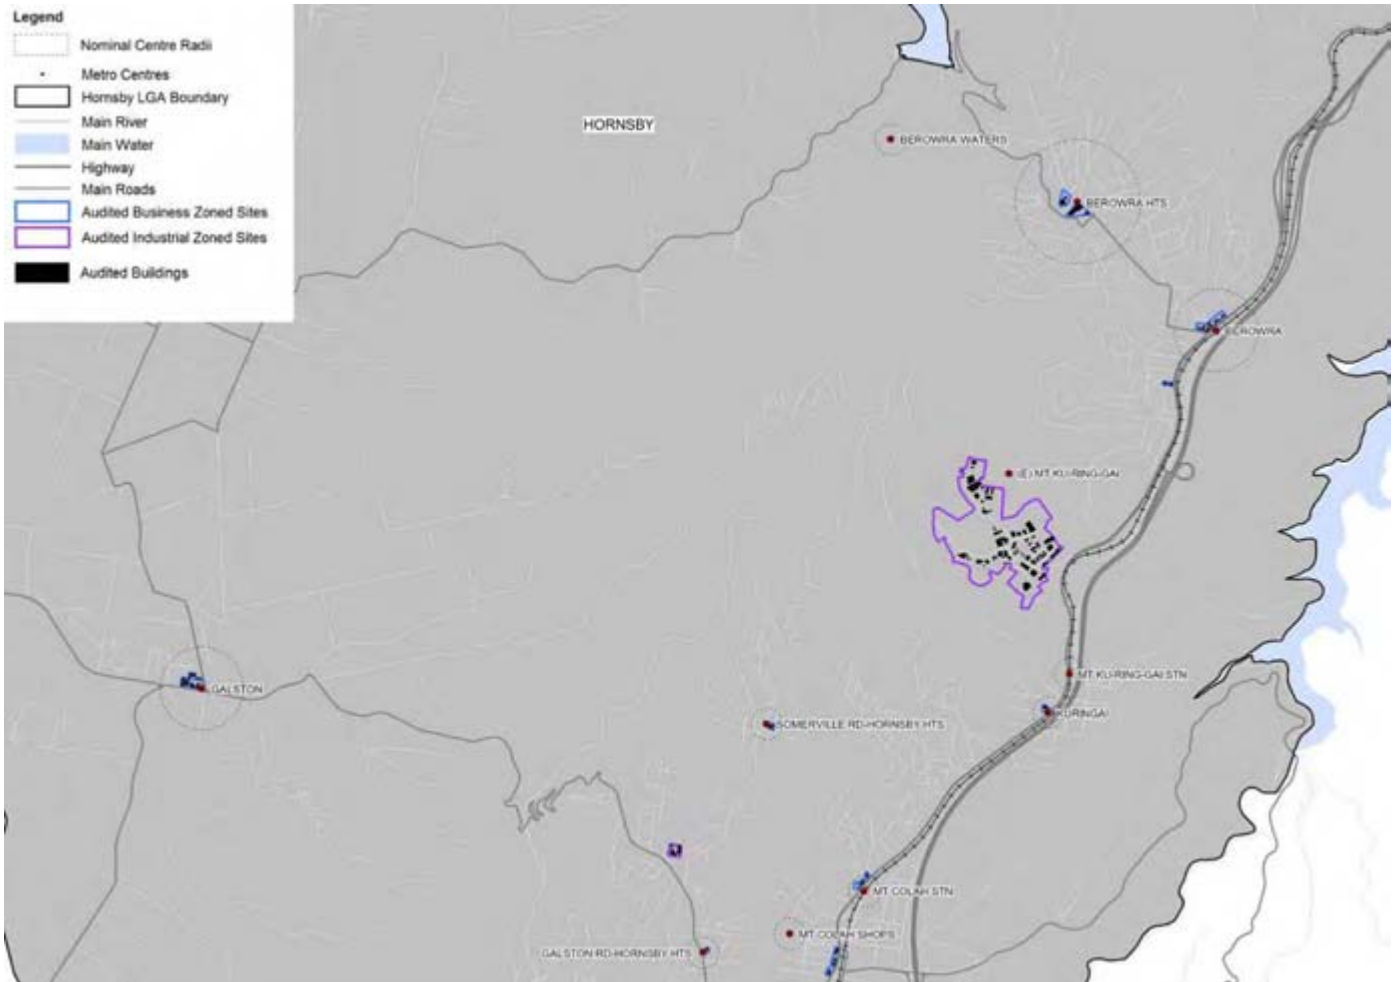 Legend
Nominal Centre Radii
Metro Centres
Hornsby LGA Boundary
Main River
Main Water
Highway
Main Roads
Audited Business Zoned Sites
Audited Industrial Zoned Sites
Audited Buildings
HORNSBY
BEROWRA WATERS
BEROWRA HTS
BEROWRA
(E) MT KU-RING-GAI
MT KU-RING-GAI STN
GALSTON
KURINGAI
SOMERVILLE RD-HORNSBY HTS
MT COLAH STN
MT COLAH SHOPS
GALSTON RD-HORNSBY HTS